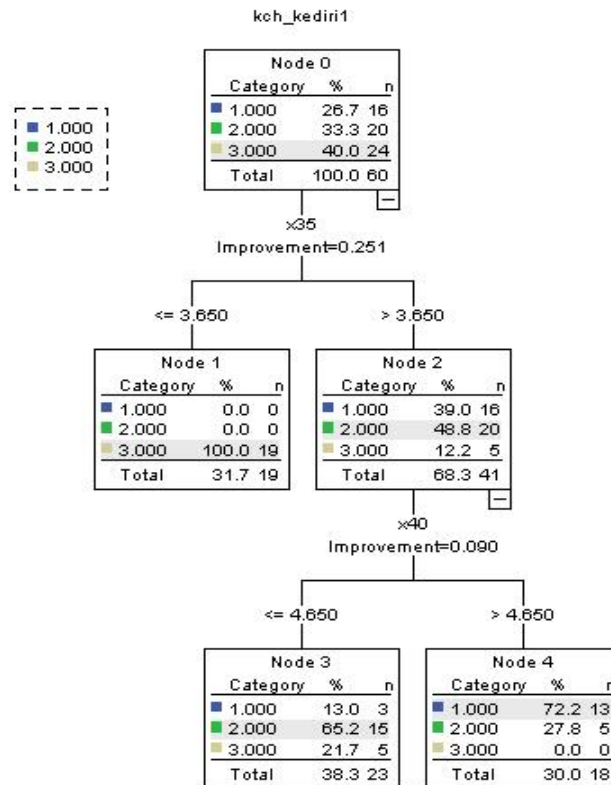 kch_kediri1
1.000
2.000
3.000
Node 0
Category % n
1.000 26.7 16
2.000 33.3 20
3.000 40.0 24
Total 100.0 60
x35
Improvement=0.251
<= 3.650
> 3.650
Node 1
Category % n
1.000 0.0 0
2.000 0.0 0
3.000 100.0 19
Total 31.7 19
Node 2
Category % n
1.000 39.0 16
2.000 48.8 20
3.000 12.2 5
Total 68.3 41
x40
Improvement=0.090
<= 4.650
> 4.650
Node 3
Category % n
1.000 13.0 3
2.000 65.2 15
3.000 21.7 5
Total 38.3 23
Node 4
Category % n
1.000 72.2 13
2.000 27.8 5
3.000 0.0 0
Total 30.0 18